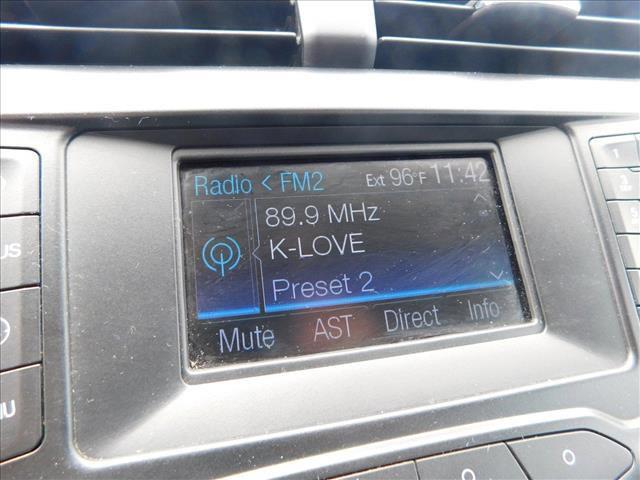 Radio < FM2 Ext 96°F 11:42
89.9 MHz
K-LOVE
Preset 2
Mute AST Direct Info